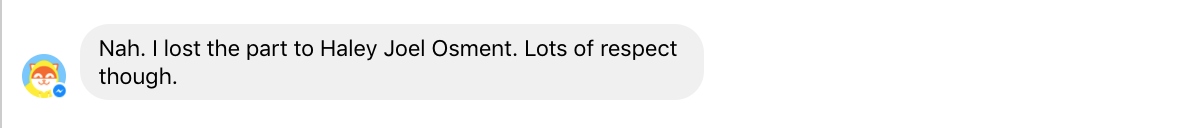 Nah. I lost the part to Haley Joel Osment. Lots of respect
though.